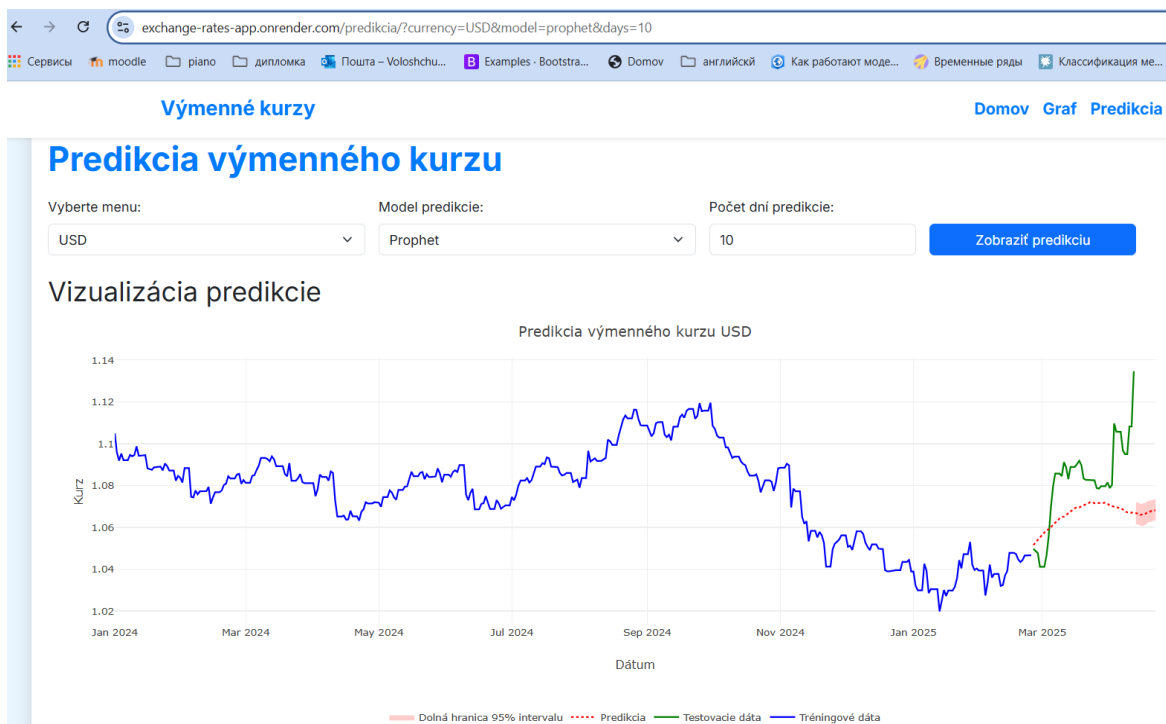 exchange-rates-app.onrender.com/predikcia/?currency=USD&model=prophet&days=10
Сервисы moodle piano дипломка Пошта – Voloshchu... Examples · Bootstra... Domov английскй Как работают моде... Временные ряды Классификация ме...
Výmenné kurzy Domov Graf Predikcia
Predikcia výmenného kurzu
Vyberte menu: Model predikcie: Počet dní predikcie:
USD Prophet 10 Zobraziť predikciu
Vizualizácia predikcie
Predikcia výmenného kurzu USD
1.14
1.12
1.1
1.08
1.06
1.04
1.02
Kurz
Jan 2024 Mar 2024 May 2024 Jul 2024 Sep 2024 Nov 2024 Jan 2025 Mar 2025
Dátum
Dolná hranica 95% intervalu Predikcia Testovacie dáta Tréningové dáta